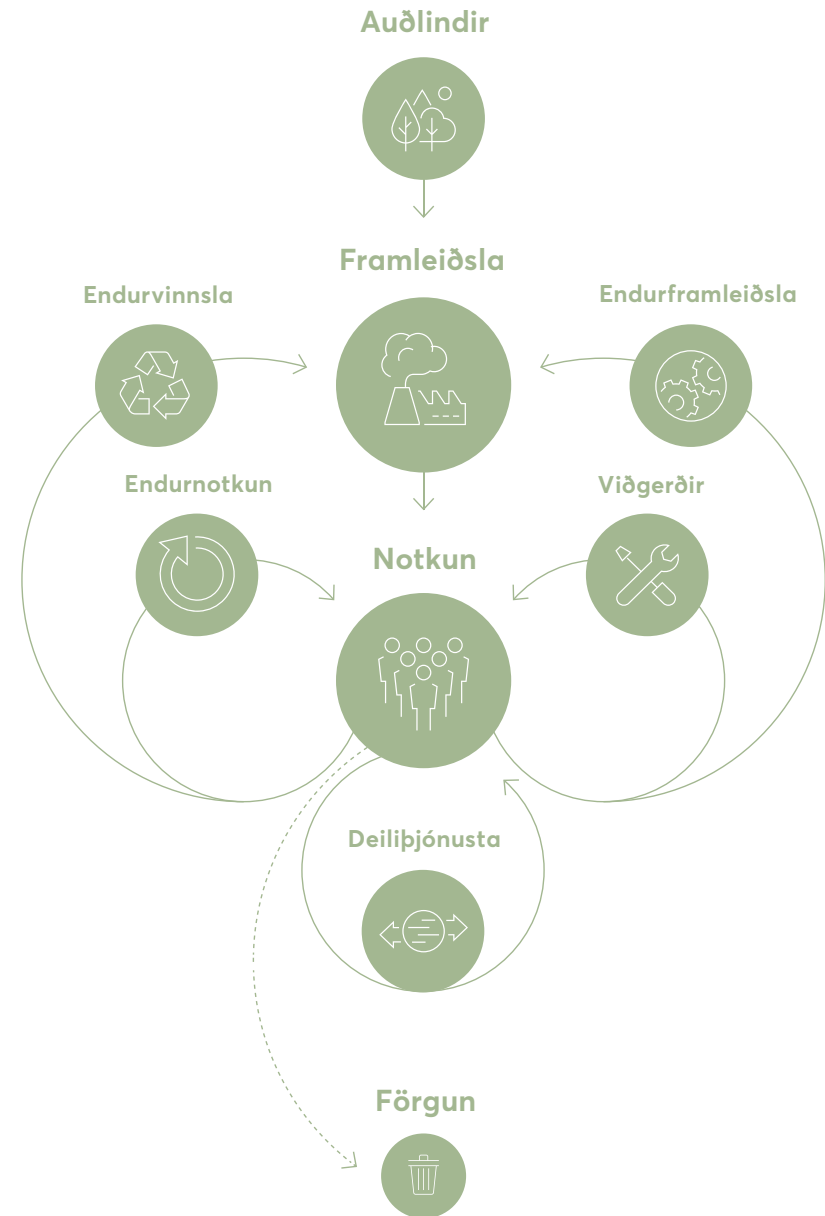 Auðlindir
Framleiðsla
Endurvinnsla
Endurframleiðsla
Endurnotkun
Viðgerðir
Notkun
Deiliþjónusta
Förgun